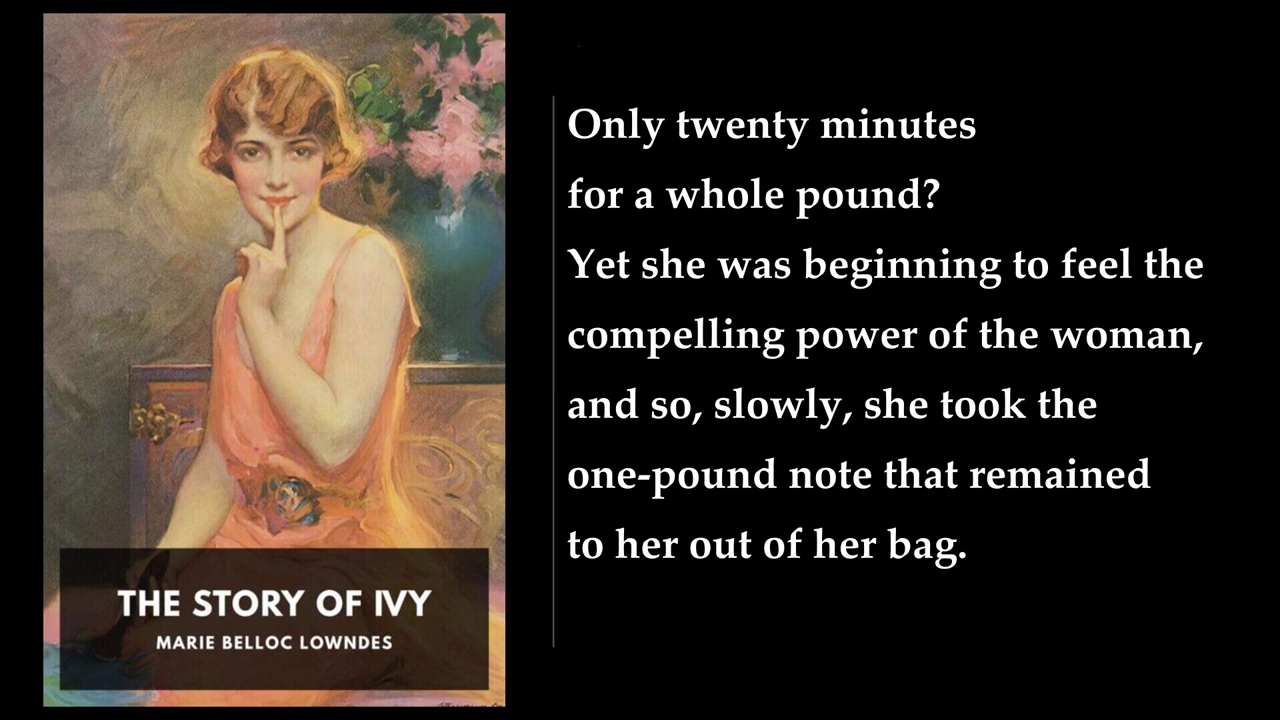 THE STORY OF IVY
MARIE BELLOC LOWNDES
Only twenty minutes
for a whole pound?
Yet she was beginning to feel the
compelling power of the woman,
and so, slowly, she took the
one-pound note that remained
to her out of her bag.